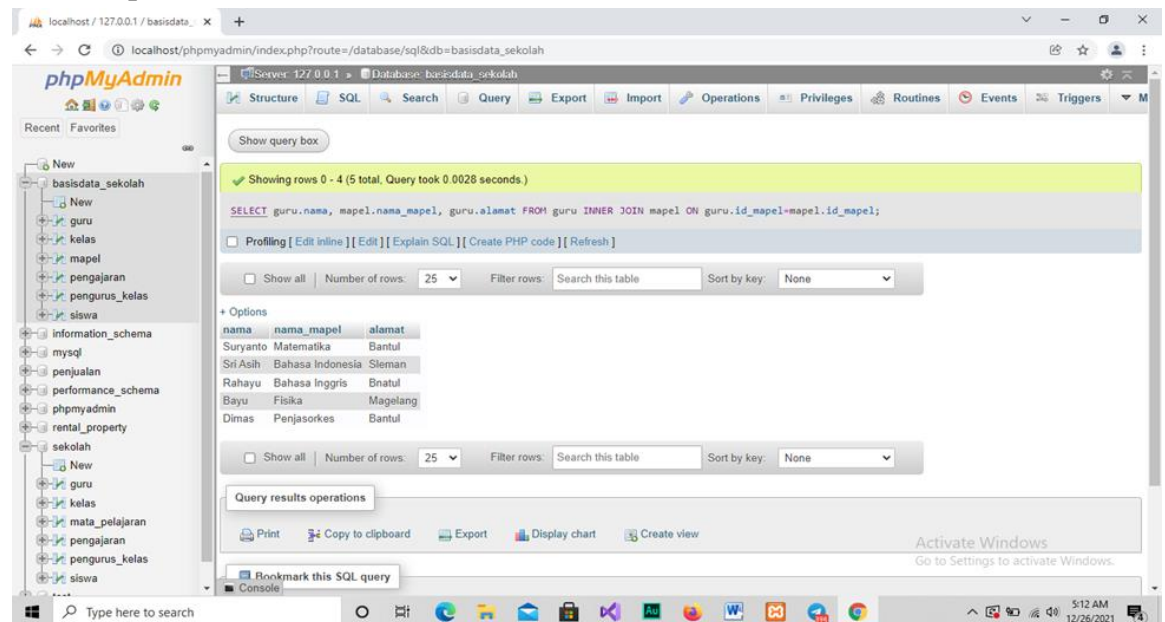 localhost / 127.0.0.1 / basisdata_
localhost/phpmyadmin/index.php?route=/database/sql&db=basisdata_sekolah
phpMyAdmin
Recent Favorites
New
basisdata_sekolah
New
guru
kelas
mapel
pengajaran
pengurus_kelas
siswa
information_schema
mysql
penjualan
performance_schema
phpmyadmin
rental_property
sekolah
New
guru
kelas
mata_pelajaran
pengajaran
pengurus_kelas
siswa
Server: 127.0.0.1 » Database: basisdata_sekolah
Structure SQL Search Query Export Import Operations Privileges Routines Events Triggers M
Show query box
Showing rows 0 - 4 (5 total, Query took 0.0028 seconds.)
SELECT guru.nama, mapel.nama_mapel, guru.alamat FROM guru INNER JOIN mapel ON guru.id_mapel=mapel.id_mapel;
Profiling [ Edit inline ] [ Edit ] [ Explain SQL ] [ Create PHP code ] [ Refresh ]
Show all | Number of rows: 25 Filter rows: Search this table Sort by key: None
+ Options
nama nama_mapel alamat
Suryanto Matematika Bantul
Sri Asih Bahasa Indonesia Sleman
Rahayu Bahasa Inggris Bnatul
Bayu Fisika Magelang
Dimas Penjasorkes Bantul
Show all | Number of rows: 25 Filter rows: Search this table Sort by key: None
Query results operations
Print Copy to clipboard Export Display chart Create view
Bookmark this SQL query
Console
Activate Windows
Go to Settings to activate Windows.
Type here to search
5:12 AM
12/26/2021